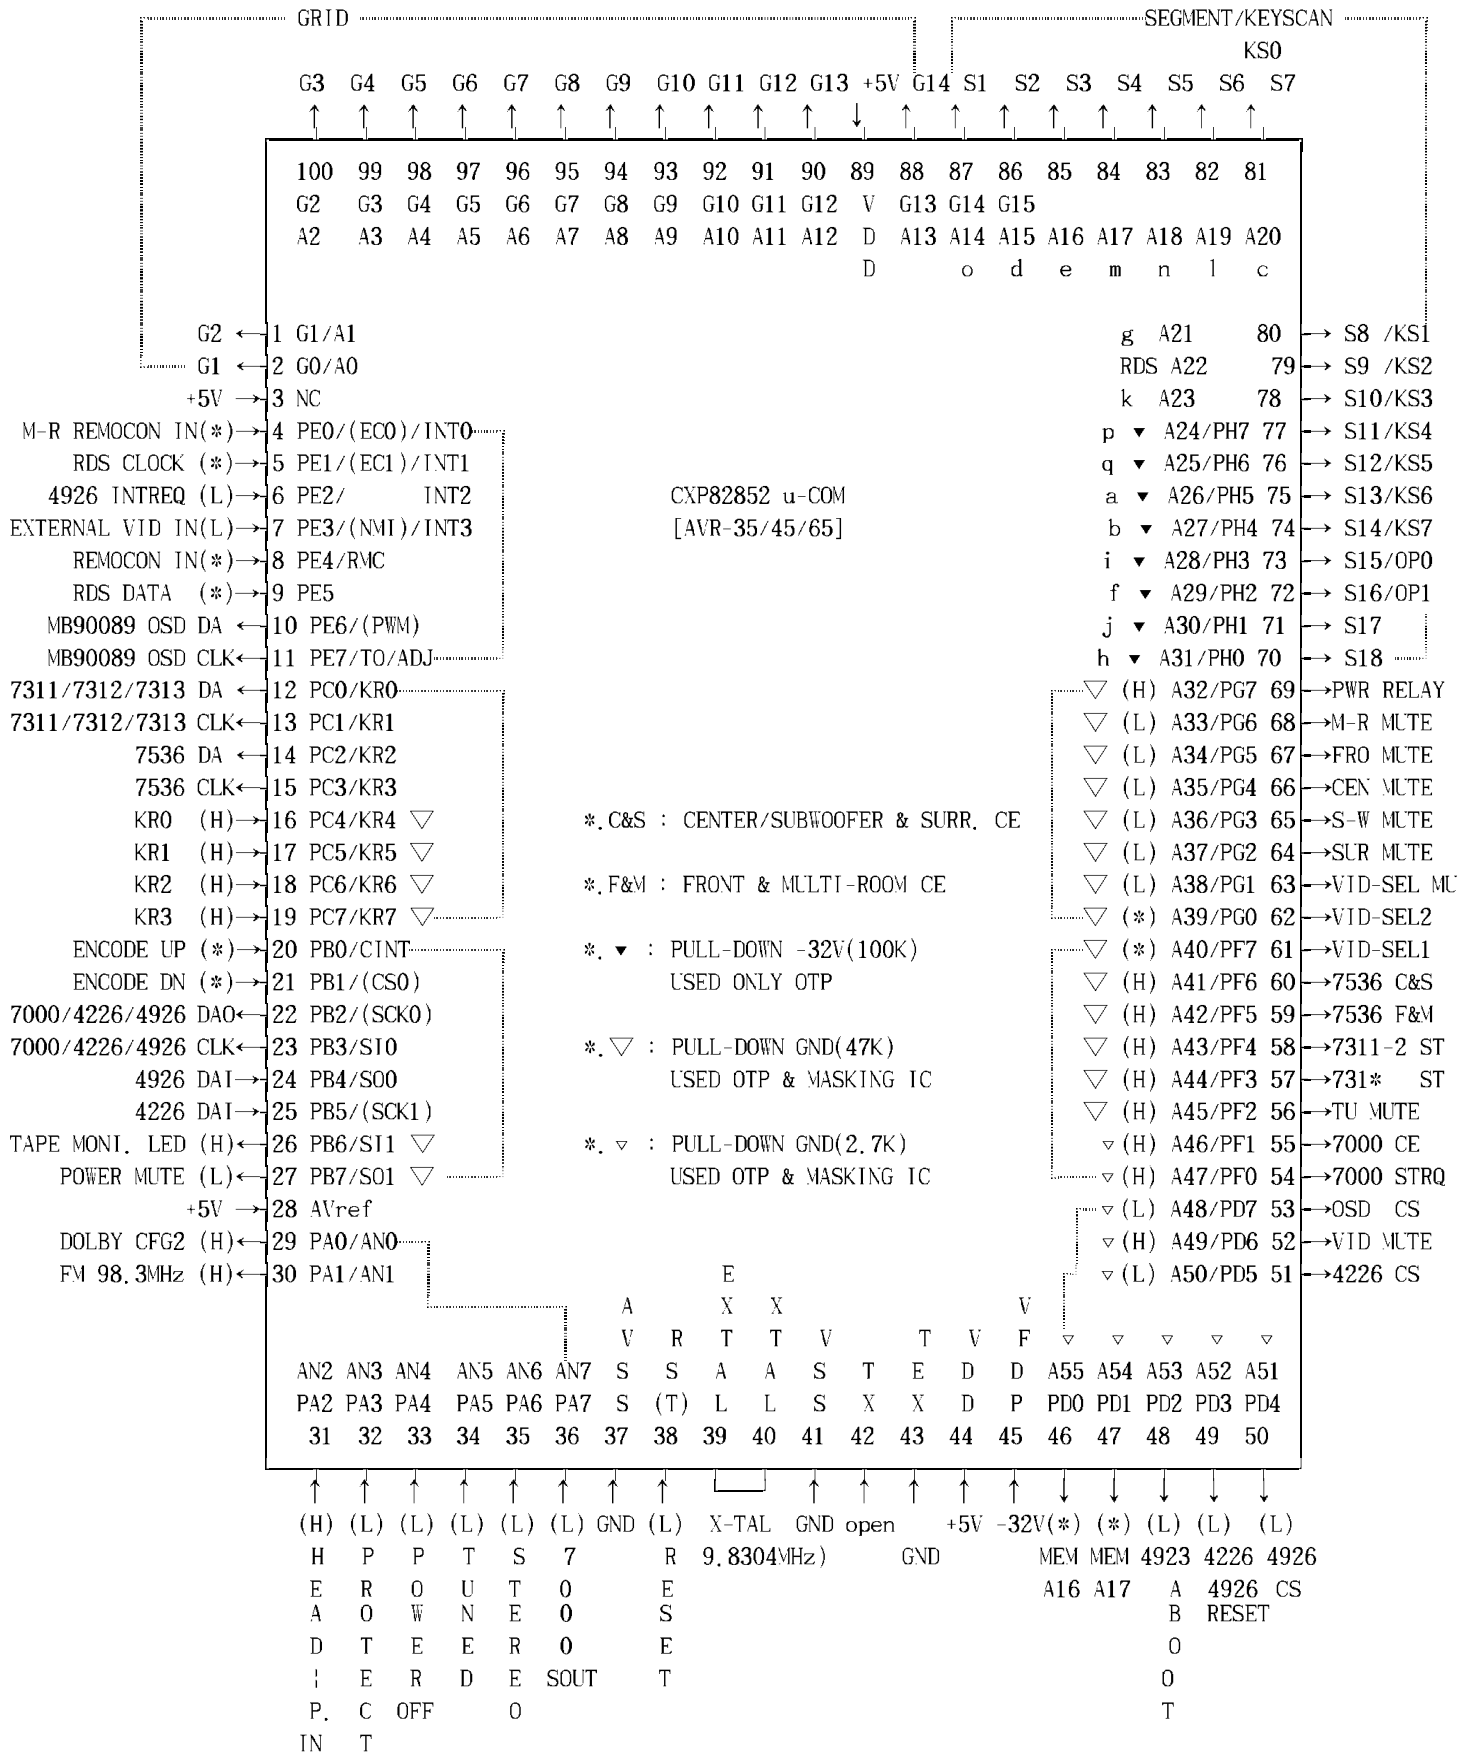 GRID SEGMENT/KEYSCAN
KS0
G3 G4 G5 G6 G7 G8 G9 G10 G11 G12 G13 +5V G14 S1 S2 S3 S4 S5 S6 S7
↑ ↑ ↑ ↑ ↑ ↑ ↑ ↑ ↑ ↑ ↑ ↓ ↑ ↑ ↑ ↑ ↑ ↑ ↑ ↑
100 99 98 97 96 95 94 93 92 91 90 89 88 87 86 85 84 83 82 81
G2 G3 G4 G5 G6 G7 G8 G9 G10 G11 G12 V G13 G14 G15
A2 A3 A4 A5 A6 A7 A8 A9 A10 A11 A12 D A13 A14 A15 A16 A17 A18 A19 A20
D o d e m n l c
G2 ← 1 G1/A1 g A21 80 → S8 /KS1
G1 ← 2 G0/A0 RDS A22 79 → S9 /KS2
+5V → 3 NC k A23 78 → S10/KS3
M-R REMOCON IN(*)→ 4 PE0/(EC0)/INT0 p ▼ A24/PH7 77 → S11/KS4
RDS CLOCK (*)→ 5 PE1/(EC1)/INT1 q ▼ A25/PH6 76 → S12/KS5
4926 INTREQ (L)→ 6 PE2/ INT2 CXP82852 u-COM a ▼ A26/PH5 75 → S13/KS6
EXTERNAL VID IN(L)→ 7 PE3/(NMI)/INT3 [AVR-35/45/65] b ▼ A27/PH4 74 → S14/KS7
REMOCON IN(*)→ 8 PE4/RMC i ▼ A28/PH3 73 → S15/OP0
RDS DATA (*)→ 9 PE5 f ▼ A29/PH2 72 → S16/OP1
MB90089 OSD DA ← 10 PE6/(PWM) j ▼ A30/PH1 71 → S17
MB90089 OSD CLK← 11 PE7/TO/ADJ h ▼ A31/PH0 70 → S18
7311/7312/7313 DA ← 12 PC0/KR0 ▽ (H) A32/PG7 69 →PWR RELAY
7311/7312/7313 CLK← 13 PC1/KR1 ▽ (L) A33/PG6 68 →M-R MUTE
7536 DA ← 14 PC2/KR2 ▽ (L) A34/PG5 67 →FRO MUTE
7536 CLK← 15 PC3/KR3 ▽ (L) A35/PG4 66 →CEN MUTE
KR0 (H)→ 16 PC4/KR4 ▽ *.C&S : CENTER/SUBWOOFER & SURR. CE ▽ (L) A36/PG3 65 →S-W MUTE
KR1 (H)→ 17 PC5/KR5 ▽ ▽ (L) A37/PG2 64 →SUR MUTE
KR2 (H)→ 18 PC6/KR6 ▽ *.F&M : FRONT & MULTI-ROOM CE ▽ (L) A38/PG1 63 →VID-SEL MU
KR3 (H)→ 19 PC7/KR7 ▽ ▽ (*) A39/PG0 62 →VID-SEL2
ENCODE UP (*)→ 20 PB0/CINT *. ▼ : PULL-DOWN -32V(100K) ▽ (*) A40/PF7 61 →VID-SEL1
ENCODE DN (*)→ 21 PB1/(CS0) USED ONLY OTP ▽ (H) A41/PF6 60 →7536 C&S
7000/4226/4926 DAO← 22 PB2/(SCK0) ▽ (H) A42/PF5 59 →7536 F&M
7000/4226/4926 CLK← 23 PB3/SI0 *. ▽ : PULL-DOWN GND(47K) ▽ (H) A43/PF4 58 →7311-2 ST
4926 DAI→ 24 PB4/SO0 USED OTP & MASKING IC ▽ (H) A44/PF3 57 →731* ST
4226 DAI→ 25 PB5/(SCK1) ▽ (H) A45/PF2 56 →TU MUTE
TAPE MONI. LED (H)← 26 PB6/SI1 ▽ *. ▽ : PULL-DOWN GND(2.7K) ▽ (H) A46/PF1 55 →7000 CE
POWER MUTE (L)← 27 PB7/SO1 ▽ USED OTP & MASKING IC ▽ (H) A47/PF0 54 →7000 STRQ
+5V → 28 AVref ▽ (L) A48/PD7 53 →OSD CS
DOLBY CFG2 (H)← 29 PA0/AN0 ▽ (H) A49/PD6 52 →VID MUTE
FM 98.3MHz (H)← 30 PA1/AN1 E ▽ (L) A50/PD5 51 →4226 CS
A X X V
V R T T V T V F ▽ ▽ ▽ ▽ ▽
AN2 AN3 AN4 AN5 AN6 AN7 S S A A S T E D D A55 A54 A53 A52 A51
PA2 PA3 PA4 PA5 PA6 PA7 S (T) L L S X X D P PD0 PD1 PD2 PD3 PD4
31 32 33 34 35 36 37 38 39 40 41 42 43 44 45 46 47 48 49 50
↑ ↑ ↑ ↑ ↑ ↑ ↑ ↑ ↑ ↑ ↑ ↑ ↑ ↓ ↓ ↓ ↓ ↓
(H) (L) (L) (L) (L) (L) GND (L) X-TAL GND open +5V -32V(*) (*) (L) (L) (L)
H P P T S 7 R 9.8304MHz) GND MEM MEM 4923 4226 4926
E R O U T 0 E A16 A17 A 4926 CS
A O W N E 0 S B RESET
D T E E R 0 E O
¦ E R D E SOUT T O
P. C OFF O T
IN T